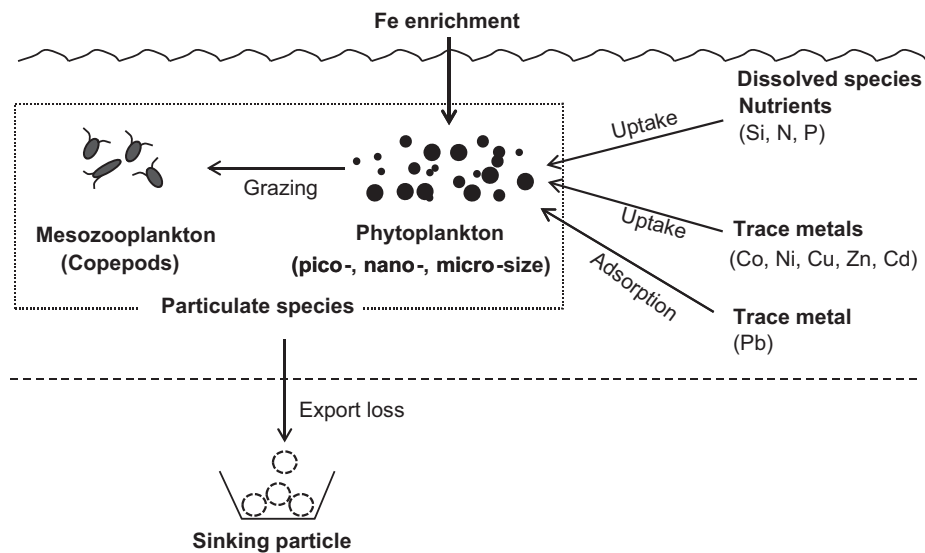 Fe enrichment
Dissolved species
Nutrients
(Si, N, P)
Uptake
Grazing
Uptake
Mesozooplankton
(Copepods)
Phytoplankton
(pico-, nano-, micro-size)
Trace metals
(Co, Ni, Cu, Zn, Cd)
Adsorption
Particulate species
Trace metal
(Pb)
Export loss
Sinking particle